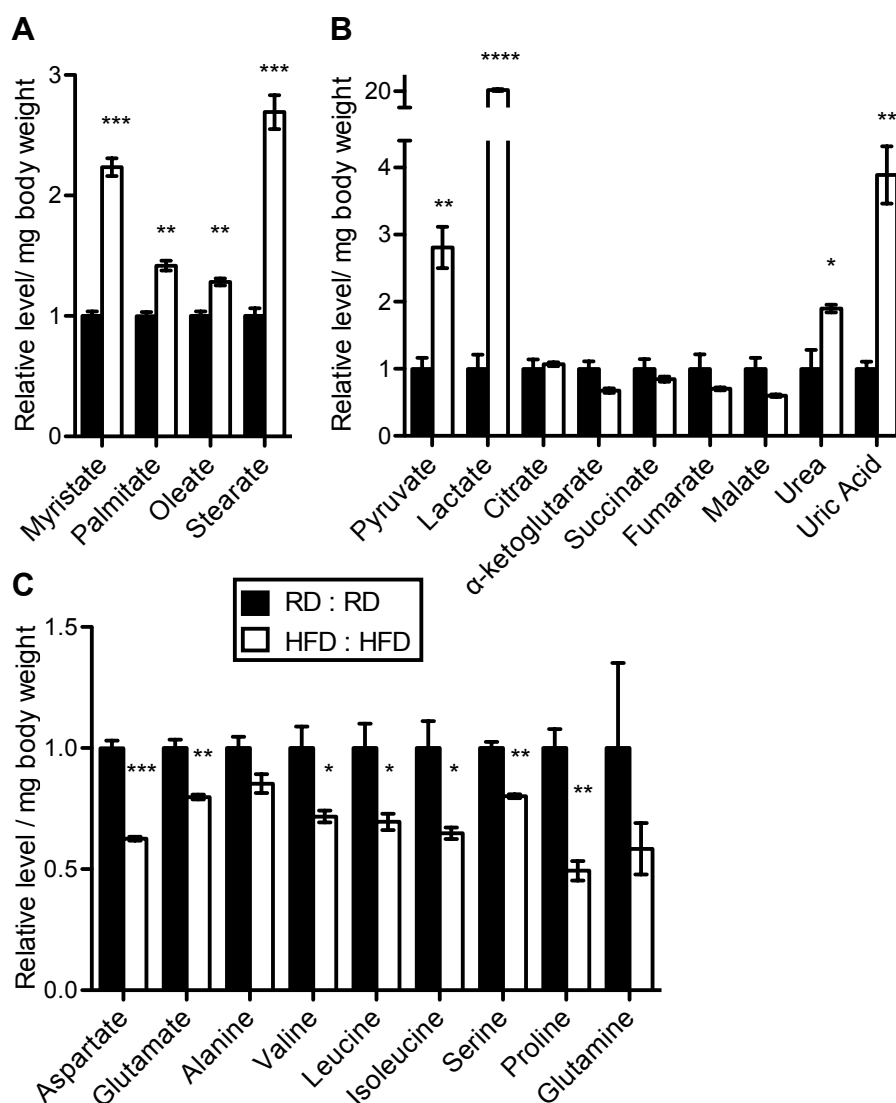 A
Relative level/ mg body weight
3
2
1
0
***
**
**
***
Myristate
Palmitate
Oleate
Stearate
B
Relative level/ mg body weight
20
4
3
2
1
0
**
****
*
**
Pyruvate
Lactate
Citrate
α-ketoglutarate
Succinate
Fumarate
Malate
Urea
Uric Acid
C
RD : RD
HFD : HFD
Relative level / mg body weight
1.5
1.0
0.5
0.0
***
**
*
*
*
**
**
Aspartate
Glutamate
Alanine
Valine
Leucine
Isoleucine
Serine
Proline
Glutamine